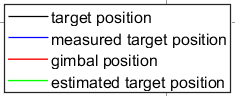 target position
measured target position
gimbal position
estimated target position